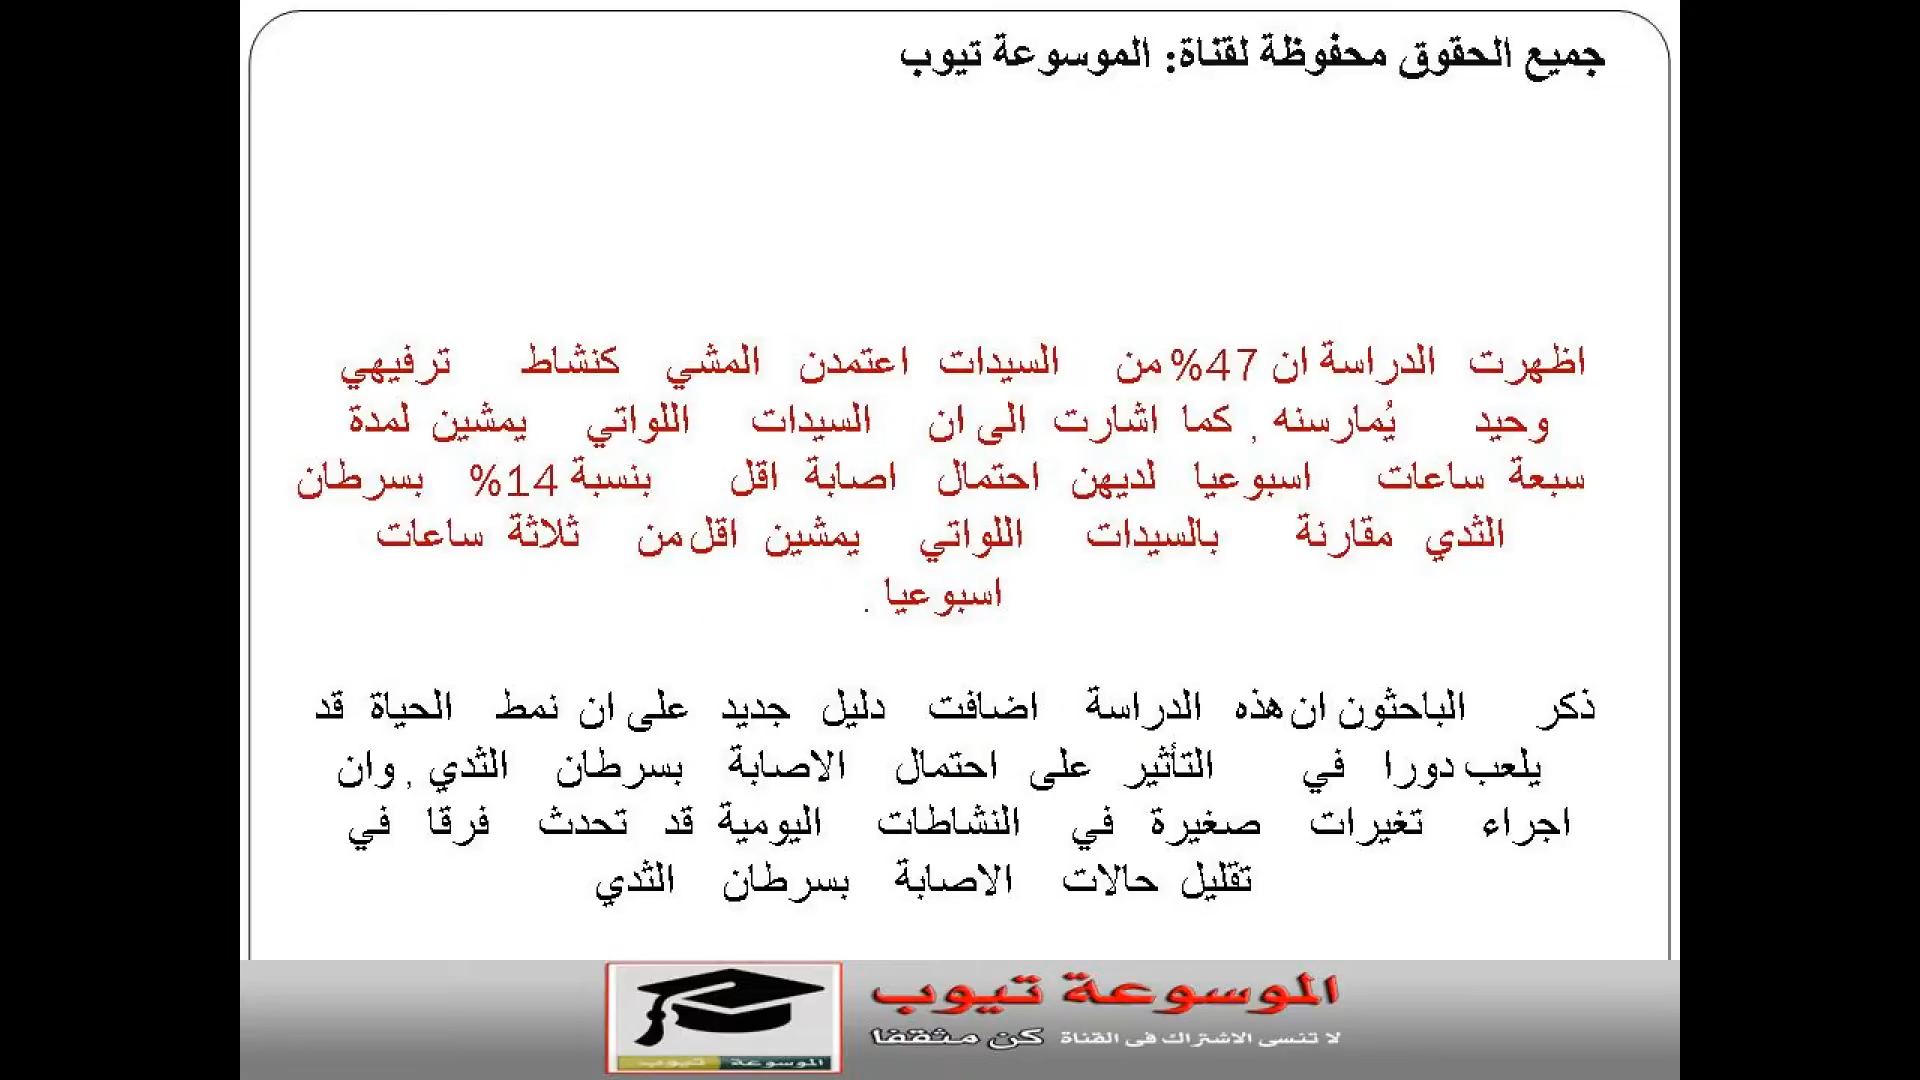 جميع الحقوق محفوظة لقناة: الموسوعة تيوب
اظهرت الدراسة ان 47% من السيدات اعتمدن المشي كنشاط ترفيهي
وحيد يُمارسنه , كما اشارت الى ان السيدات اللواتي يمشين لمدة
سبعة ساعات اسبوعيا لديهن احتمال اصابة اقل بنسبة 14% بسرطان
الثدي مقارنة بالسيدات اللواتي يمشين اقل من ثلاثة ساعات
اسبوعيا .
ذكر الباحثون ان هذه الدراسة اضافت دليل جديد على ان نمط الحياة قد
يلعب دورا في التأثير على احتمال الاصابة بسرطان الثدي , وان
اجراء تغيرات صغيرة في النشاطات اليومية قد تحدث فرقا في
تقليل حالات الاصابة بسرطان الثدي
الموسوعة تيوب
لا تنسى الاشتراك فى القناة كن مثقفا
الموسوعة تيوب